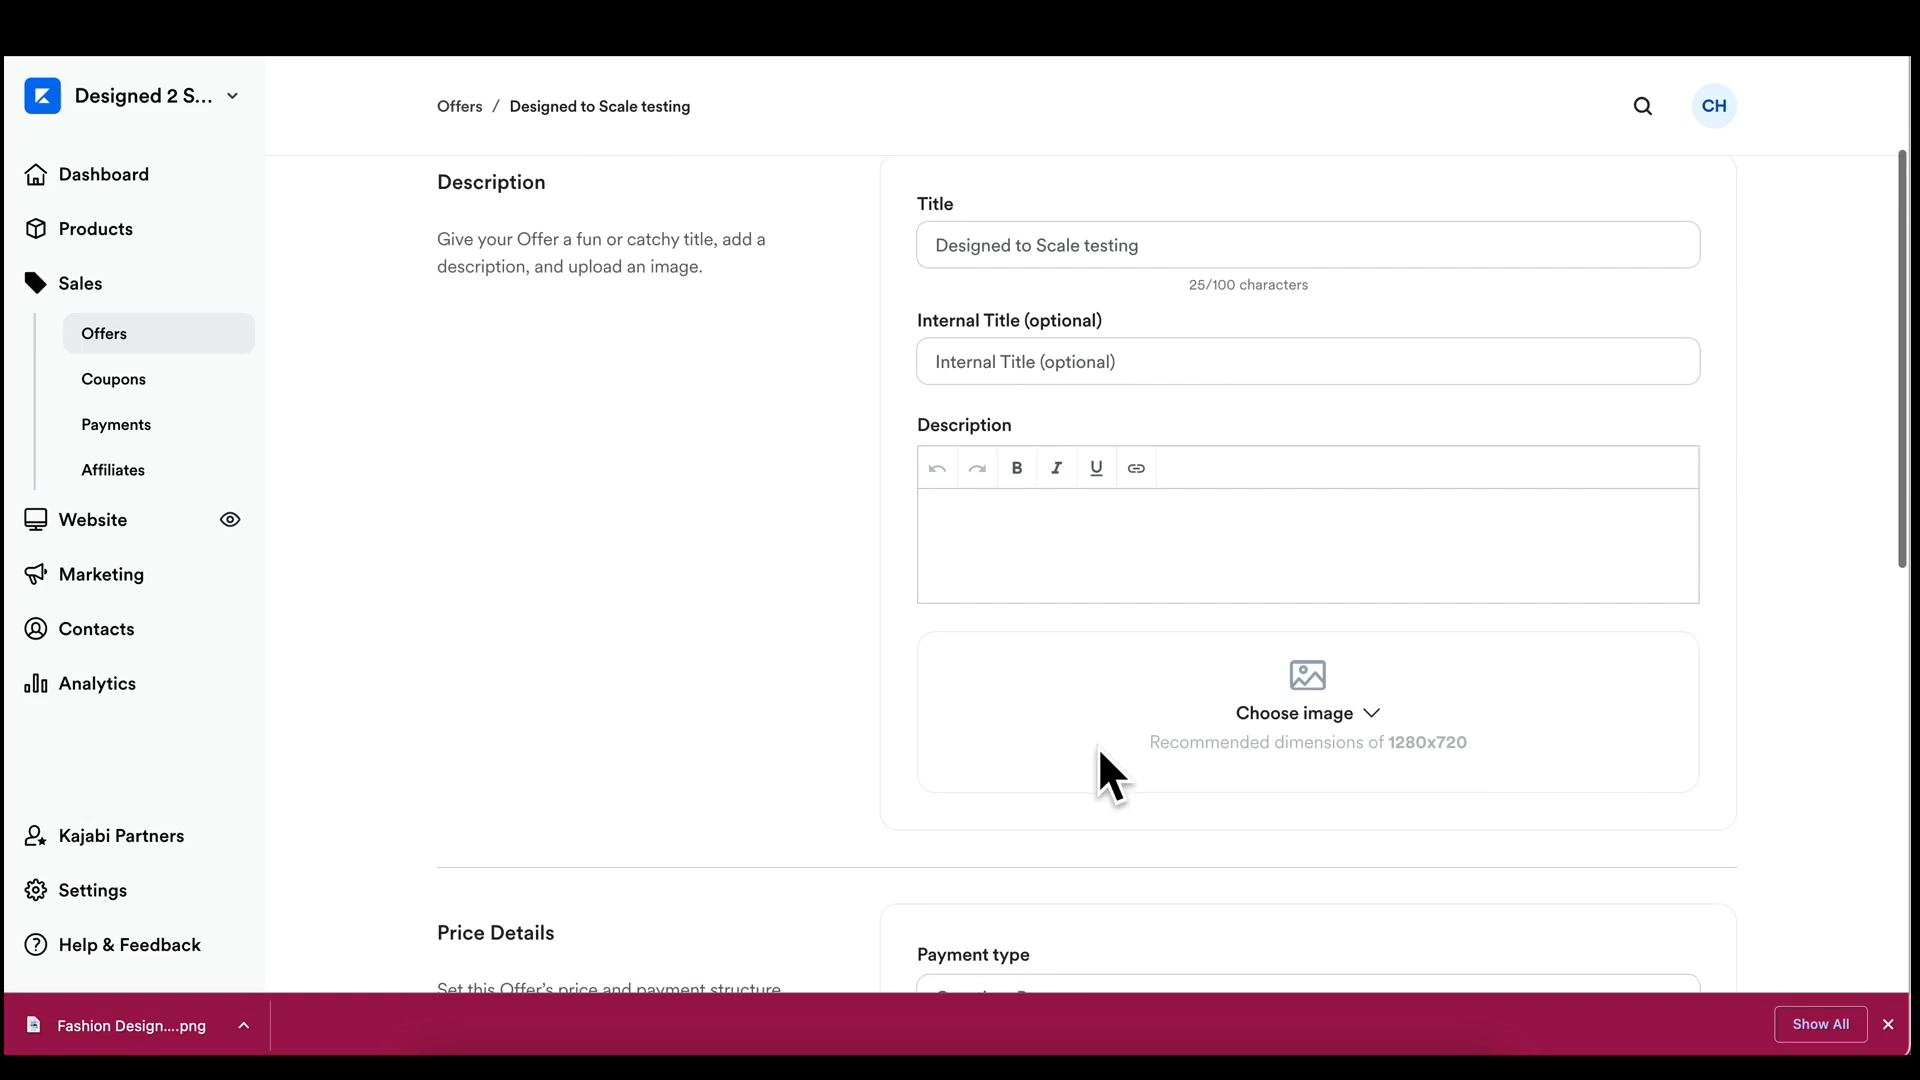 Designed 2 S...
Dashboard
Products
Sales
Offers
Coupons
Payments
Affiliates
Website
Marketing
Contacts
Analytics
Kajabi Partners
Settings
Help & Feedback
Offers / Designed to Scale testing
CH
Description
Give your Offer a fun or catchy title, add a
description, and upload an image.
Title
Designed to Scale testing
25/100 characters
Internal Title (optional)
Internal Title (optional)
Description
B I U
Choose image
Recommended dimensions of 1280x720
Price Details
Set this Offer's price and payment structure
Payment type
Fashion Design....png
Show All